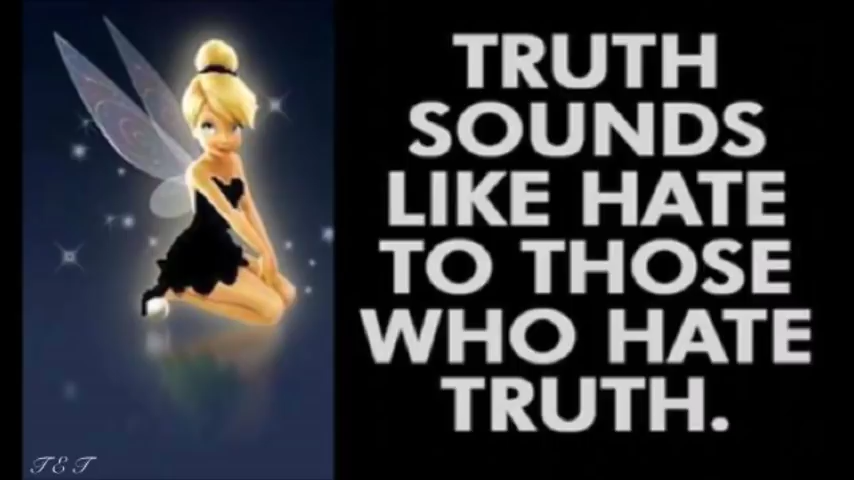 TRUTH
SOUNDS
LIKE HATE
TO THOSE
WHO HATE
TRUTH.
T & T